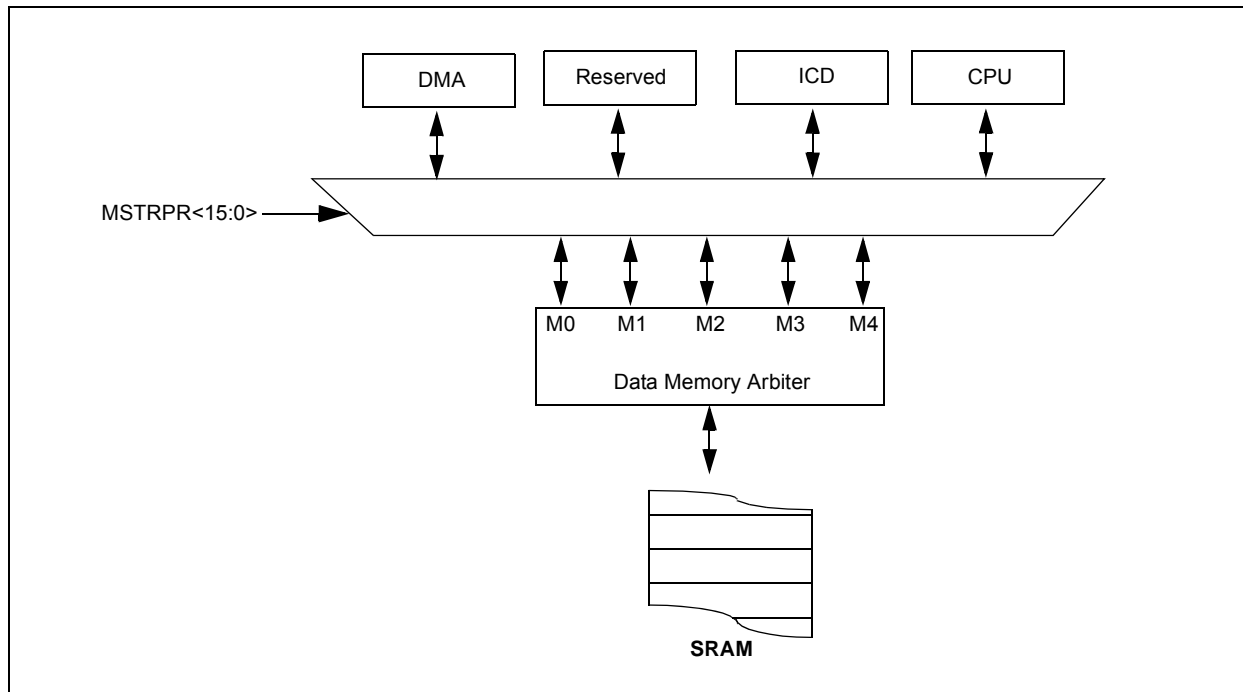 DMA
Reserved
ICD
CPU
MSTRPR<15:0>
M0 M1 M2 M3 M4
Data Memory Arbiter
SRAM